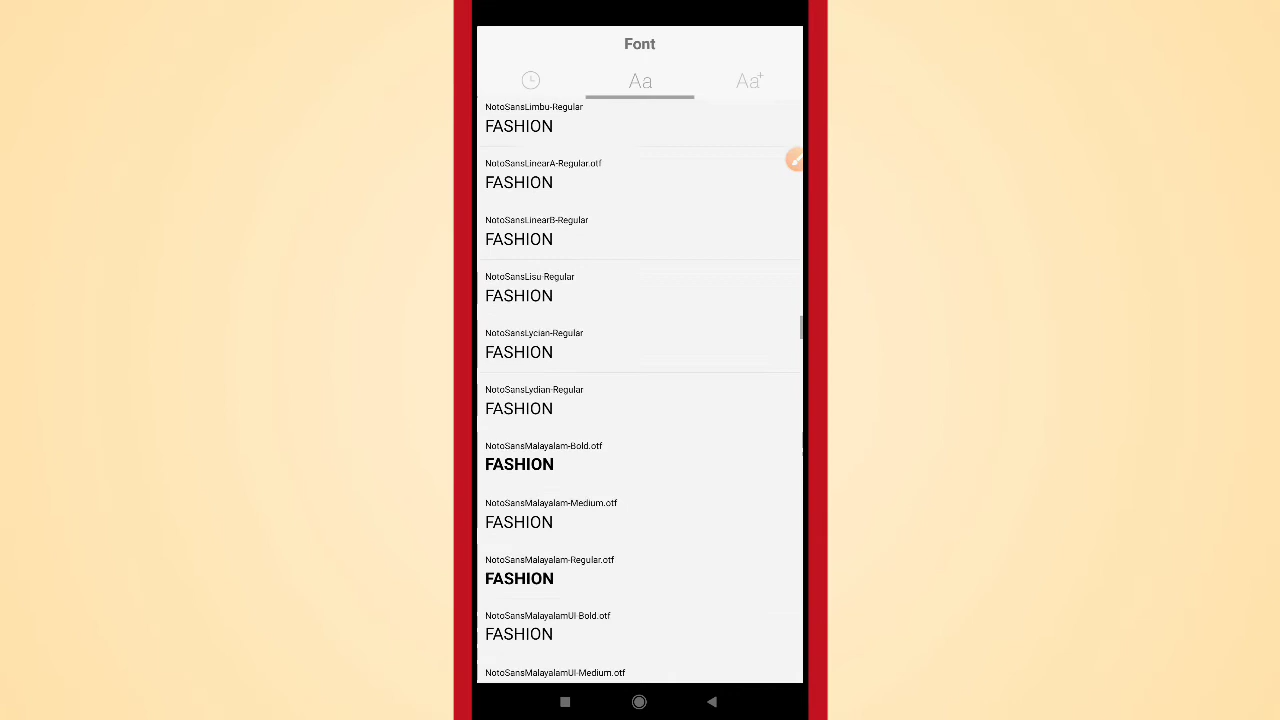 Font
Aa
Aa+
NotoSansLimbu-Regular
FASHION
NotoSansLinearA-Regular.otf
FASHION
NotoSansLinearB-Regular
FASHION
NotoSansLisu-Regular
FASHION
NotoSansLycian-Regular
FASHION
NotoSansLydian-Regular
FASHION
NotoSansMalayalam-Bold.otf
FASHION
NotoSansMalayalam-Medium.otf
FASHION
NotoSansMalayalam-Regular.otf
FASHION
NotoSansMalayalamUI-Bold.otf
FASHION
NotoSansMalayalamUI-Medium.otf